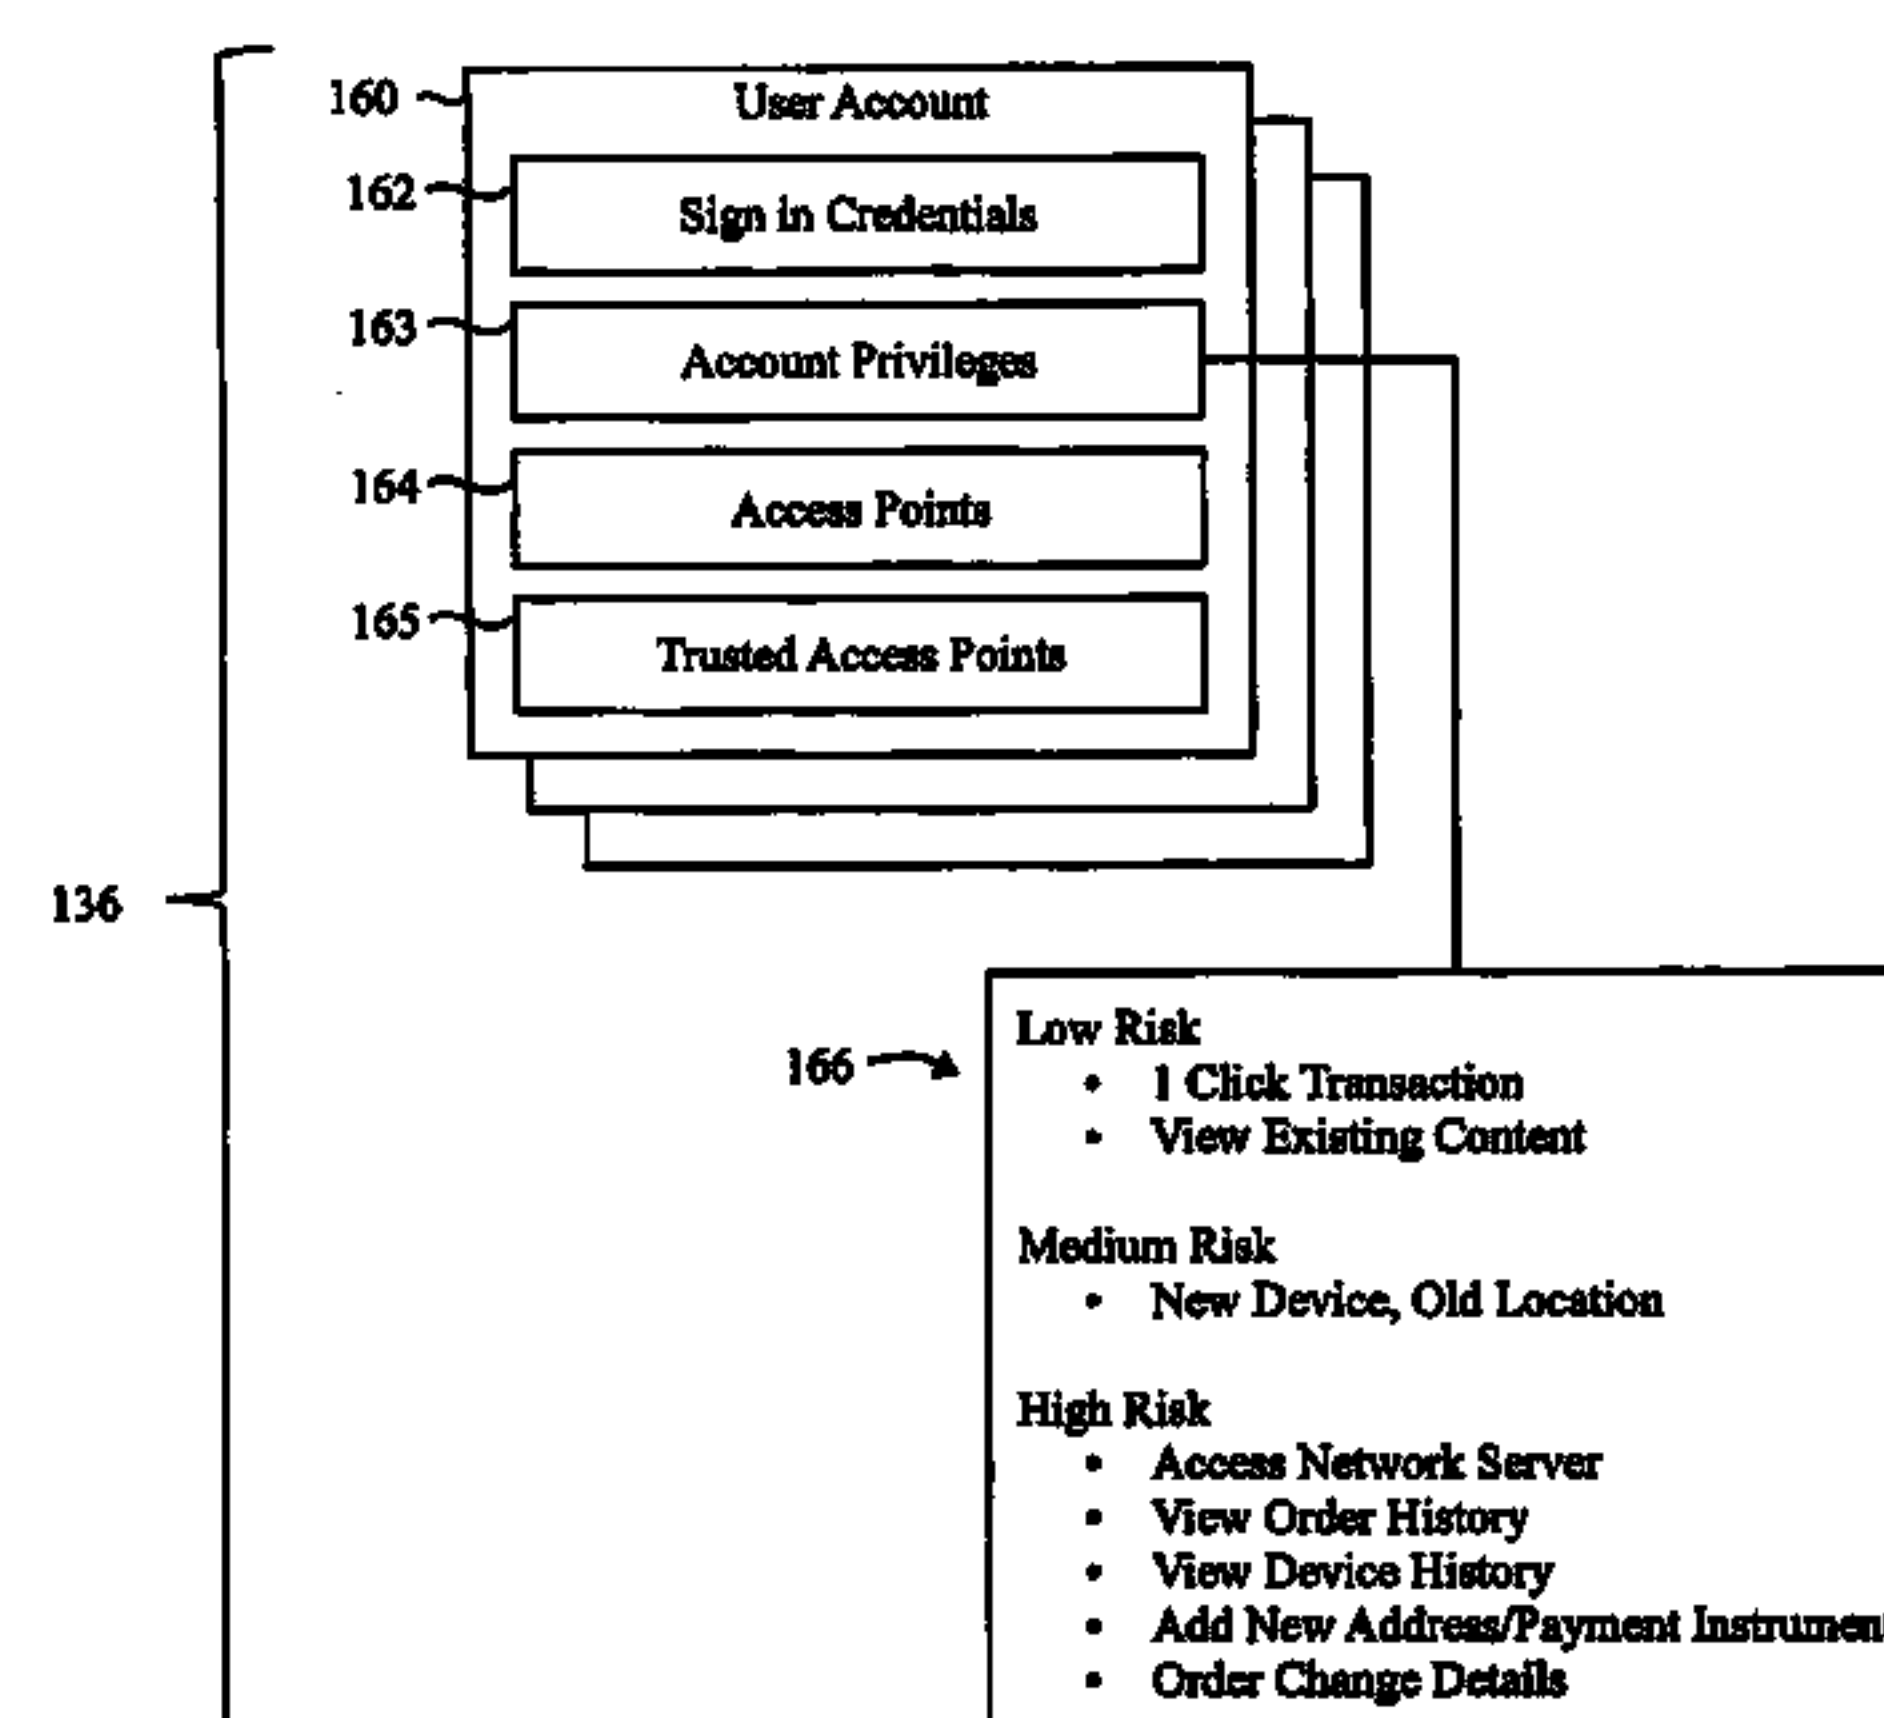 160
User Account
162
Sign in Credentials
163
Account Privileges
164
Access Points
165
Trusted Access Points
136
166
Low Risk
• 1 Click Transaction
• View Existing Content
Medium Risk
• New Device, Old Location
High Risk
• Access Network Server
• View Order History
• View Device History
• Add New Address/Payment Instrument
• Order Change Details